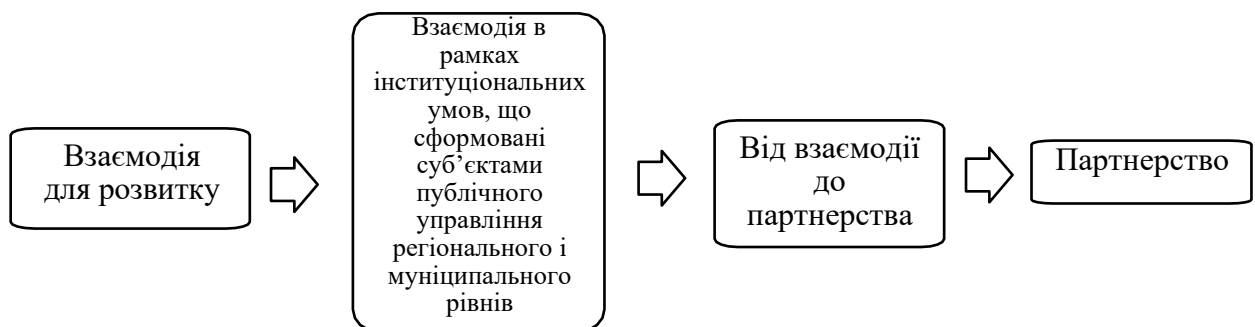 Взаємодія
для розвитку
Взаємодія в
рамках
інституціональних
умов, що
сформовані
суб’єктами
публічного
управління
регіонального і
муніципального
рівнів
Від взаємодії
до
партнерства
Партнерство